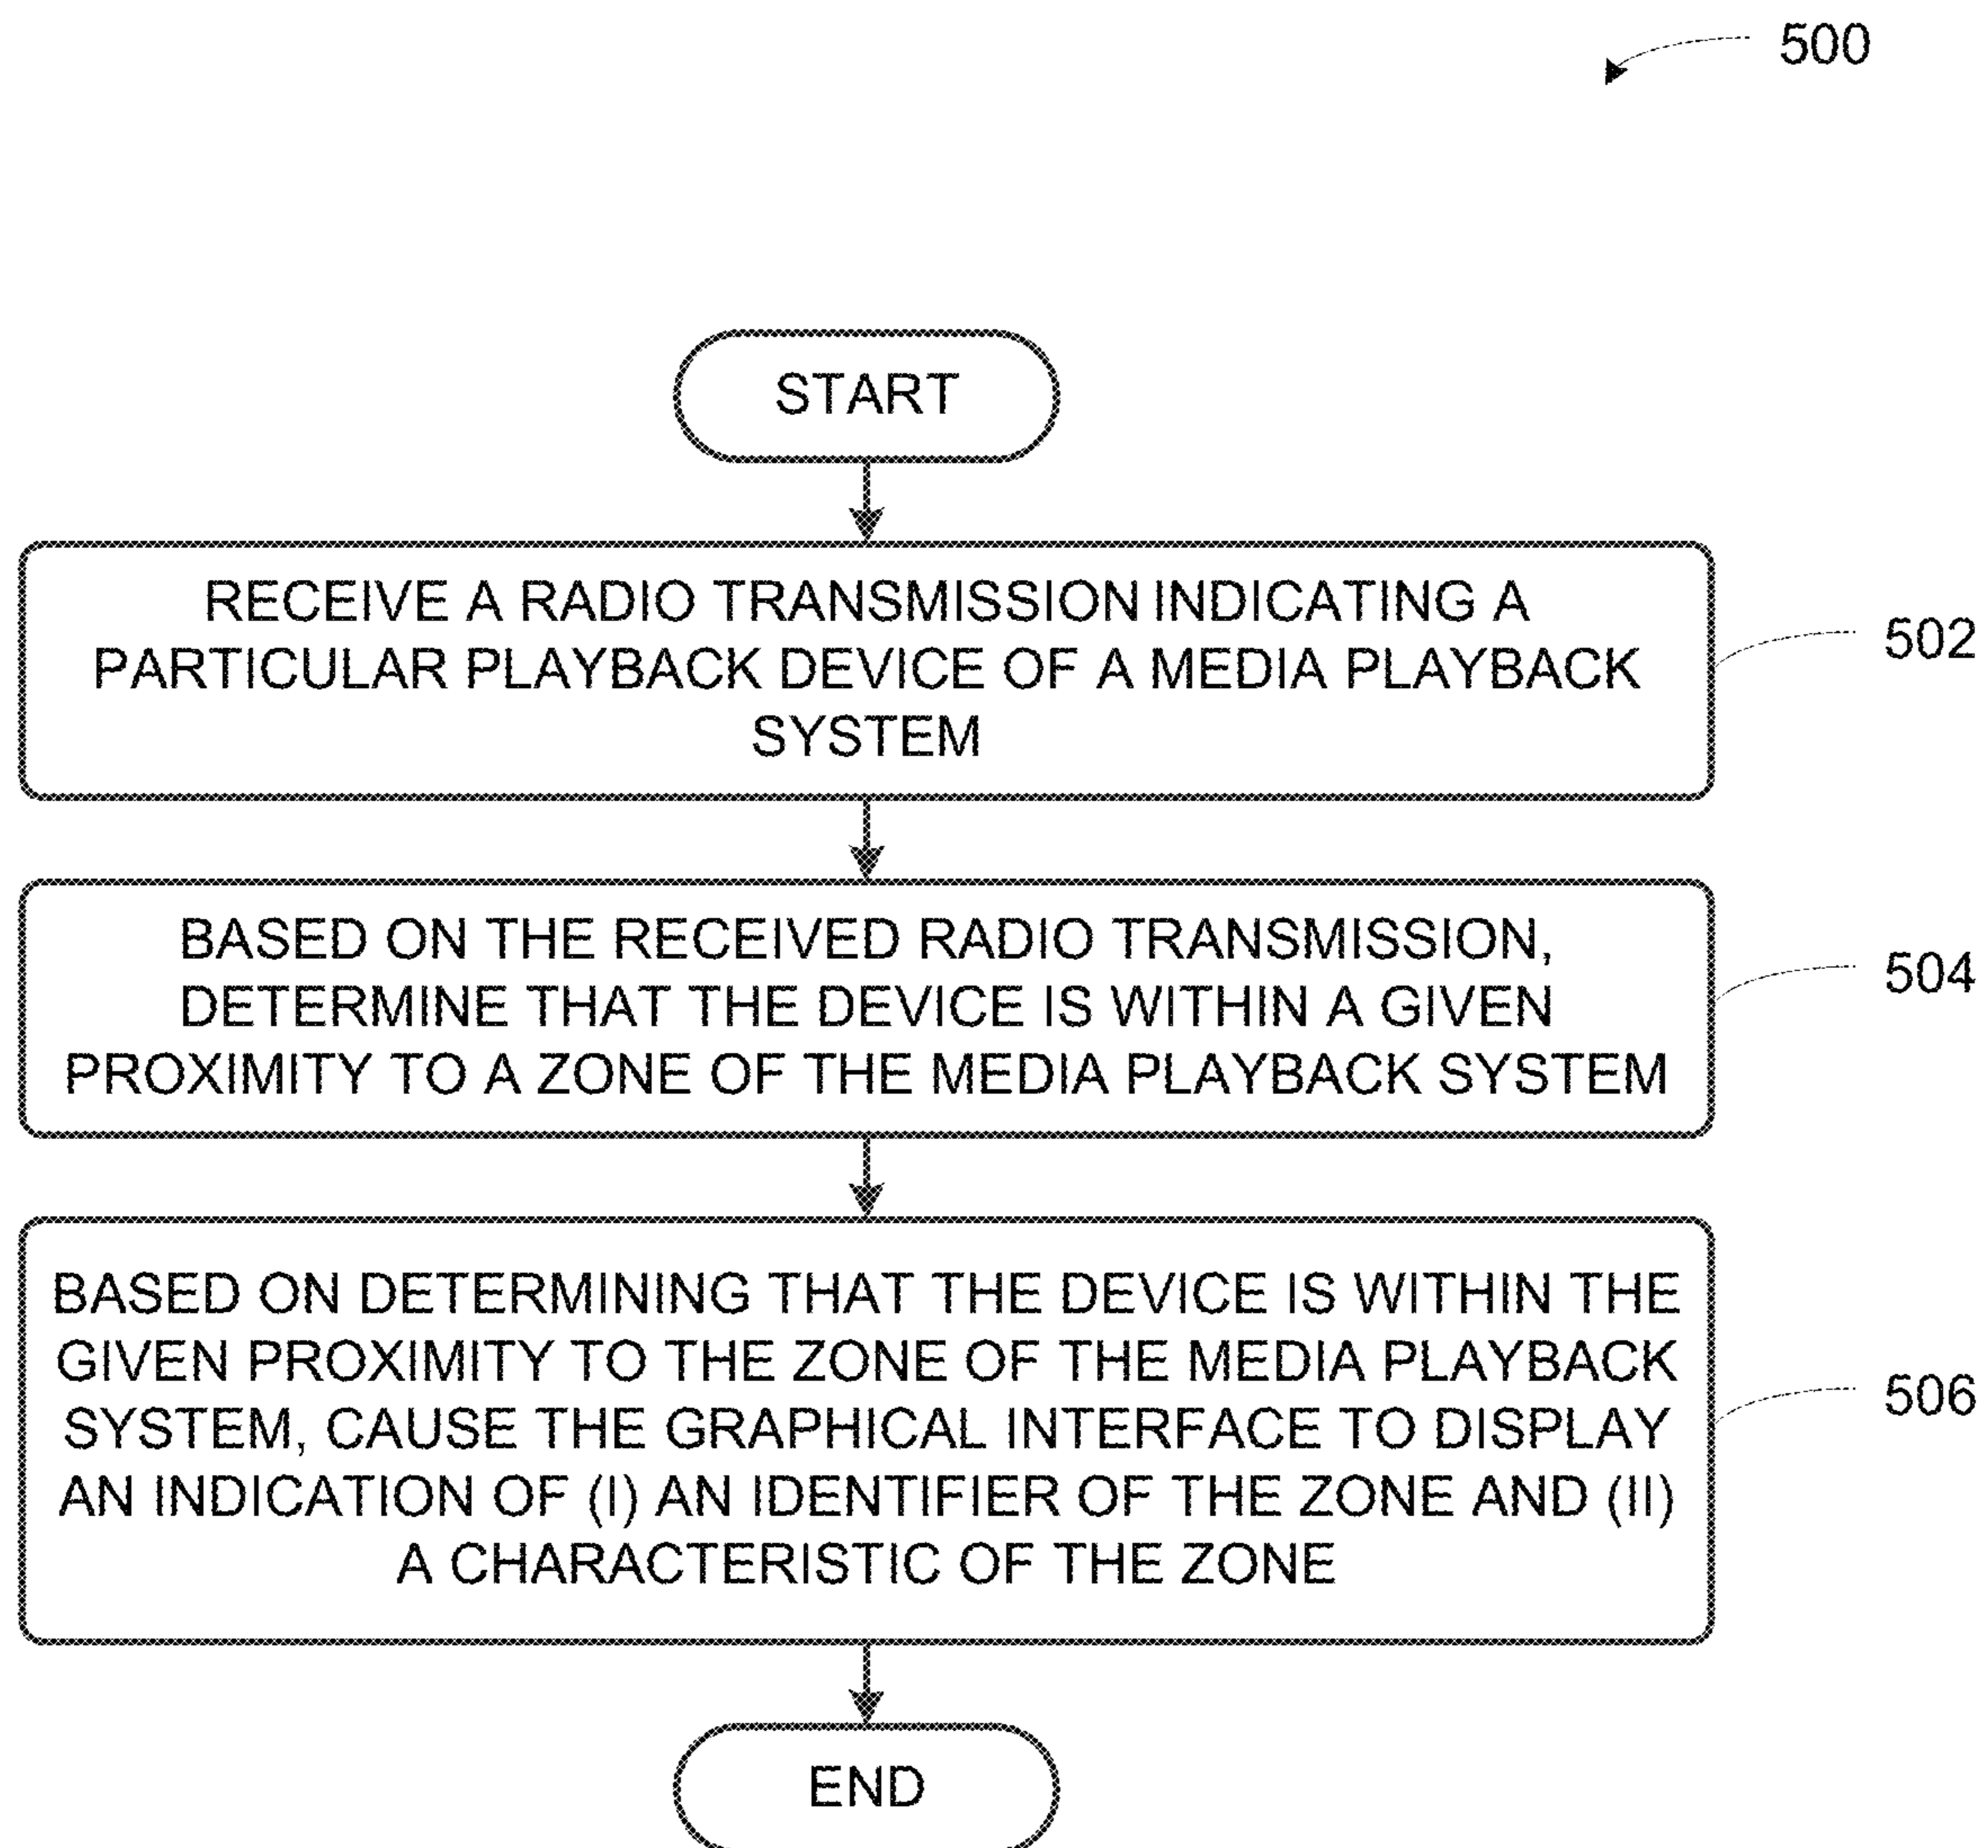 500
START
RECEIVE A RADIO TRANSMISSION INDICATING A
PARTICULAR PLAYBACK DEVICE OF A MEDIA PLAYBACK
SYSTEM
502
BASED ON THE RECEIVED RADIO TRANSMISSION,
DETERMINE THAT THE DEVICE IS WITHIN A GIVEN
PROXIMITY TO A ZONE OF THE MEDIA PLAYBACK SYSTEM
504
BASED ON DETERMINING THAT THE DEVICE IS WITHIN THE
GIVEN PROXIMITY TO THE ZONE OF THE MEDIA PLAYBACK
SYSTEM, CAUSE THE GRAPHICAL INTERFACE TO DISPLAY
AN INDICATION OF (I) AN IDENTIFIER OF THE ZONE AND (II)
A CHARACTERISTIC OF THE ZONE
506
END